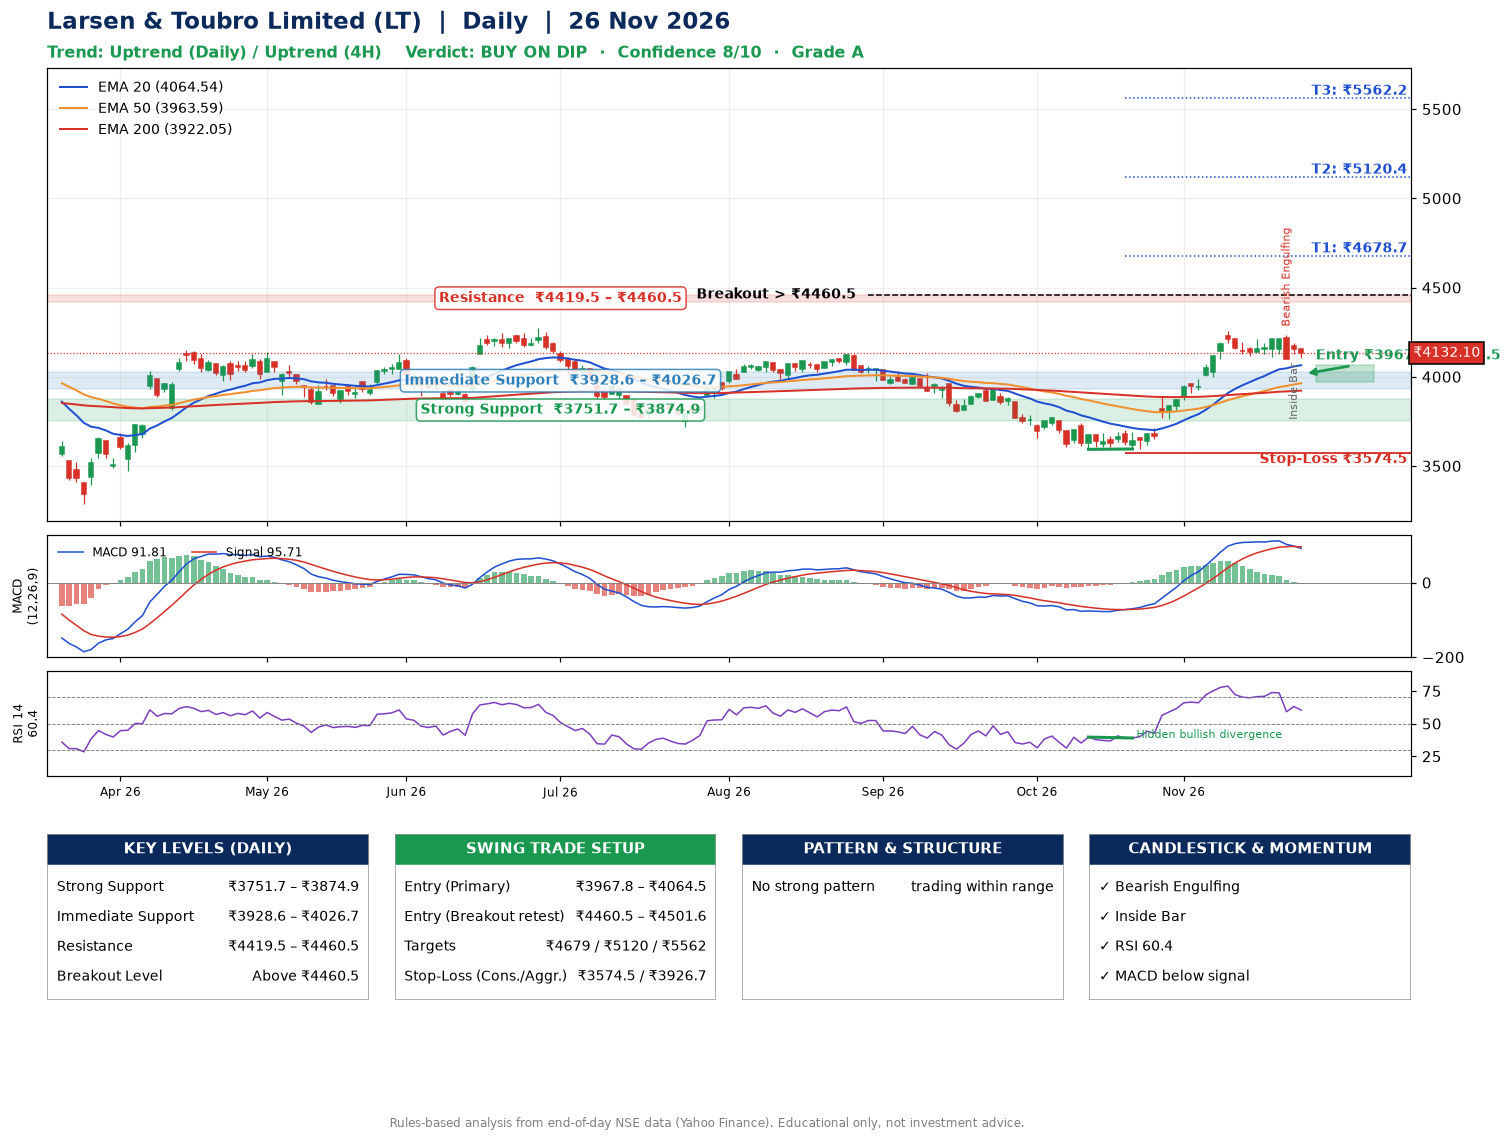 Larsen & Toubro Limited (LT)  |  Daily  |  26 Nov 2026
Trend: Uptrend (Daily) / Uptrend (4H)    Verdict: BUY ON DIP  ·  Confidence 8/10  ·  Grade A
EMA 20 (4064.54)
EMA 50 (3963.59)
EMA 200 (3922.05)
T3: ₹5562.2
T2: ₹5120.4
T1: ₹4678.7
Bearish Engulfing
Resistance  ₹4419.5 – ₹4460.5
Breakout > ₹4460.5
Entry ₹3967
.5
₹4132.10
Immediate Support  ₹3928.6 – ₹4026.7
Strong Support  ₹3751.7 – ₹3874.9
Inside Bar
Stop-Loss ₹3574.5
5500
5000
4500
4000
3500
MACD 91.81
Signal 95.71
MACD
(12,26,9)
0
−200
RSI 14
60.4
Hidden bullish divergence
75
50
25
Apr 26
May 26
Jun 26
Jul 26
Aug 26
Sep 26
Oct 26
Nov 26
KEY LEVELS (DAILY)
Strong Support ₹3751.7 – ₹3874.9
Immediate Support ₹3928.6 – ₹4026.7
Resistance ₹4419.5 – ₹4460.5
Breakout Level Above ₹4460.5
SWING TRADE SETUP
Entry (Primary) ₹3967.8 – ₹4064.5
Entry (Breakout retest) ₹4460.5 – ₹4501.6
Targets ₹4679 / ₹5120 / ₹5562
Stop-Loss (Cons./Aggr.) ₹3574.5 / ₹3926.7
PATTERN & STRUCTURE
No strong pattern trading within range
CANDLESTICK & MOMENTUM
✓ Bearish Engulfing
✓ Inside Bar
✓ RSI 60.4
✓ MACD below signal
Rules-based analysis from end-of-day NSE data (Yahoo Finance). Educational only, not investment advice.